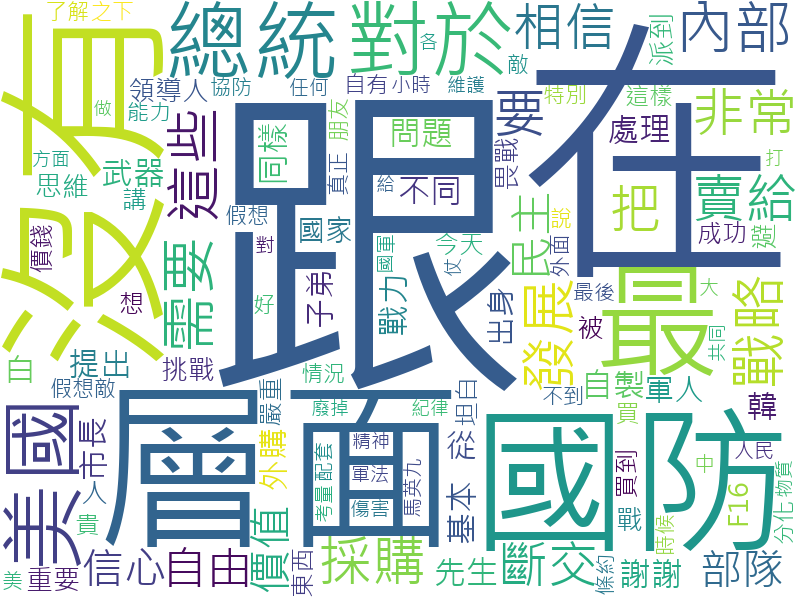 了解之下
沒有
總統
對於
跟
在
相信
內部
各
派到
領導人
協防
任何
自有
小時
敵
維護
特別
這樣
非常
做
能力
朋友
要
處理
方面
思維
武器
講
這些
同樣
問題
真正
給
不同
畏戰
把
賣給
打
假想
國家
民主
說
成功
價錢
需要
對
國軍
今天
外面
避
想
好
子弟
戰力
仗
出身
發展
最後
被
最
大
戰略
白
提出
挑戰
情況
共同
假想敵
嚴重
廢掉
紀律
坦白
不到
自製
買
軍人
韓
美國
市長
層面
外購
考量
配套
精神
軍法
傷害
馬英九
從
基本
國防
買到
F16
中
人民
物質
分化
人
貴
價值
戰
時候
美
重要
信心
自由
東西
採購
先生
斷交
條約
謝謝
部隊